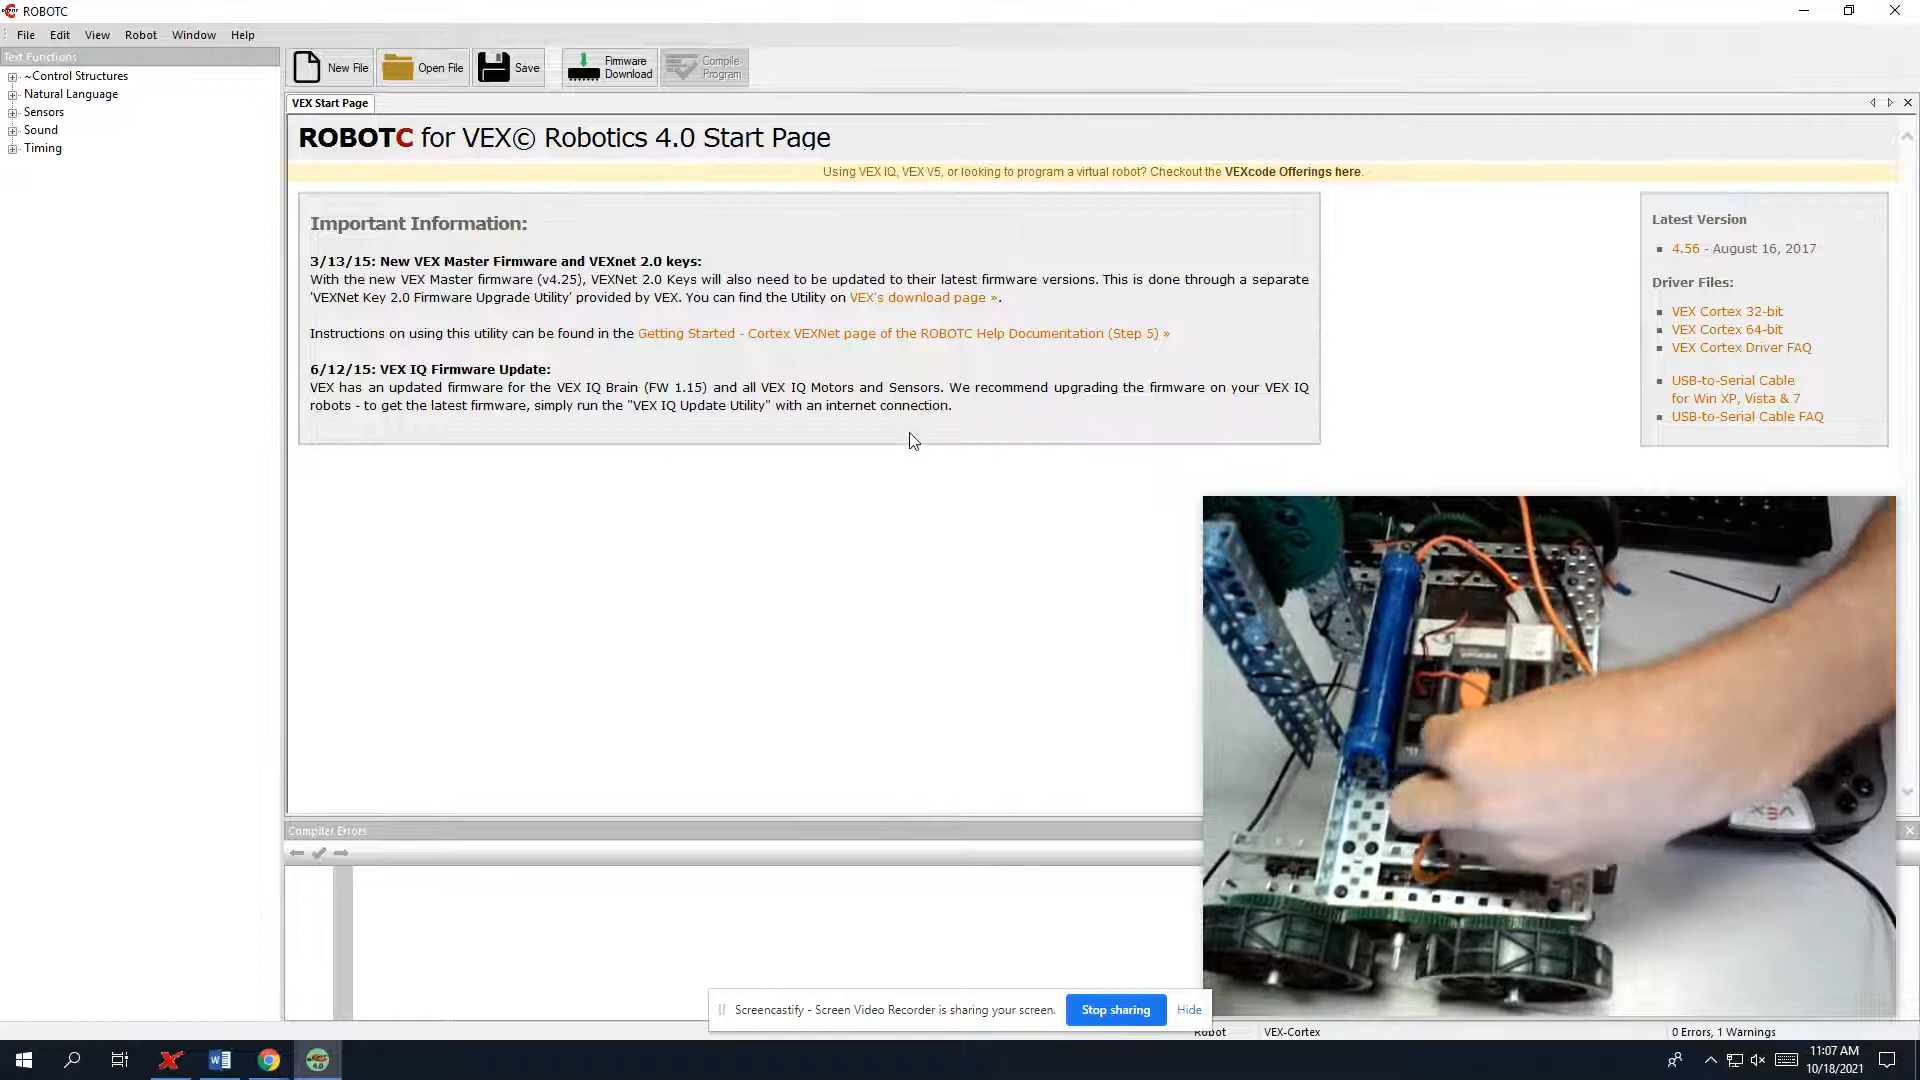 ROBOTC
File Edit View Robot Window Help
Text Functions
~Control Structures
Natural Language
Sensors
Sound
Timing
New File
Open File
Save
Firmware Download
Compile Program
VEX Start Page
ROBOTC for VEX© Robotics 4.0 Start Page
Using VEX IQ, VEX V5, or looking to program a virtual robot? Checkout the VEXcode Offerings here.
Important Information:
3/13/15: New VEX Master Firmware and VEXnet 2.0 keys:
With the new VEX Master firmware (v4.25), VEXNet 2.0 Keys will also need to be updated to their latest firmware versions. This is done through a separate
'VEXNet Key 2.0 Firmware Upgrade Utility' provided by VEX. You can find the Utility on VEX's download page ».
Instructions on using this utility can be found in the Getting Started - Cortex VEXNet page of the ROBOTC Help Documentation (Step 5) »
6/12/15: VEX IQ Firmware Update:
VEX has an updated firmware for the VEX IQ Brain (FW 1.15) and all VEX IQ Motors and Sensors. We recommend upgrading the firmware on your VEX IQ
robots - to get the latest firmware, simply run the "VEX IQ Update Utility" with an internet connection.
Latest Version
4.56 - August 16, 2017
Driver Files:
VEX Cortex 32-bit
VEX Cortex 64-bit
VEX Cortex Driver FAQ
USB-to-Serial Cable
for Win XP, Vista & 7
USB-to-Serial Cable FAQ
VEX
Compiler Errors
Screencastify - Screen Video Recorder is sharing your screen.
Stop sharing
Hide
Robot
VEX-Cortex
0 Errors, 1 Warnings
4.0
11:07 AM
10/18/2021